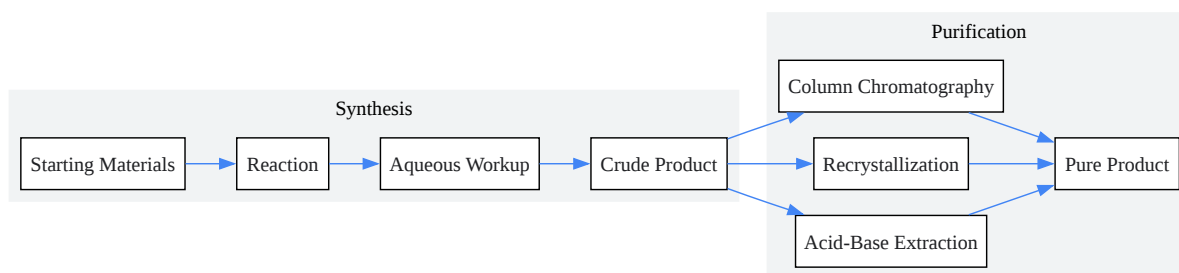 Synthesis
Starting Materials
Reaction
Aqueous Workup
Crude Product
Purification
Column Chromatography
Recrystallization
Acid-Base Extraction
Pure Product